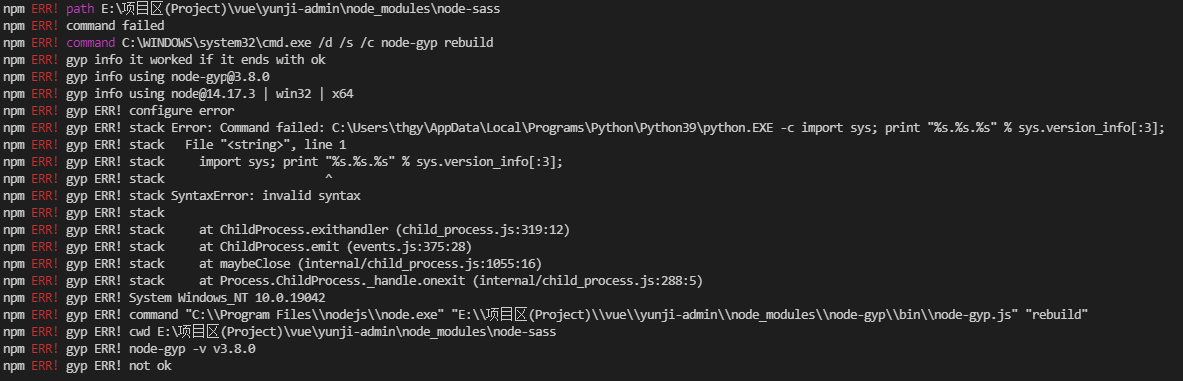 npm ERR! path E:\项目区(Project)\vue\yunji-admin\node_modules\node-sass
npm ERR! command failed
npm ERR! command C:\WINDOWS\system32\cmd.exe /d /s /c node-gyp rebuild
npm ERR! gyp info it worked if it ends with ok
npm ERR! gyp info using node-gyp@3.8.0
npm ERR! gyp info using node@14.17.3 | win32 | x64
npm ERR! gyp ERR! configure error
npm ERR! gyp ERR! stack Error: Command failed: C:\Users\thgy\AppData\Local\Programs\Python\Python39\python.EXE -c import sys; print "%s.%s.%s" % sys.version_info[:3];
npm ERR! gyp ERR! stack   File "<string>", line 1
npm ERR! gyp ERR! stack     import sys; print "%s.%s.%s" % sys.version_info[:3];
npm ERR! gyp ERR! stack                       ^
npm ERR! gyp ERR! stack SyntaxError: invalid syntax
npm ERR! gyp ERR! stack
npm ERR! gyp ERR! stack     at ChildProcess.exithandler (child_process.js:319:12)
npm ERR! gyp ERR! stack     at ChildProcess.emit (events.js:375:28)
npm ERR! gyp ERR! stack     at maybeClose (internal/child_process.js:1055:16)
npm ERR! gyp ERR! stack     at Process.ChildProcess._handle.onexit (internal/child_process.js:288:5)
npm ERR! gyp ERR! System Windows_NT 10.0.19042
npm ERR! gyp ERR! command "C:\\Program Files\\nodejs\\node.exe" "E:\\项目区(Project)\\vue\\yunji-admin\\node_modules\\node-gyp\\bin\\node-gyp.js" "rebuild"
npm ERR! gyp ERR! cwd E:\项目区(Project)\vue\yunji-admin\node_modules\node-sass
npm ERR! gyp ERR! node-gyp -v v3.8.0
npm ERR! gyp ERR! not ok